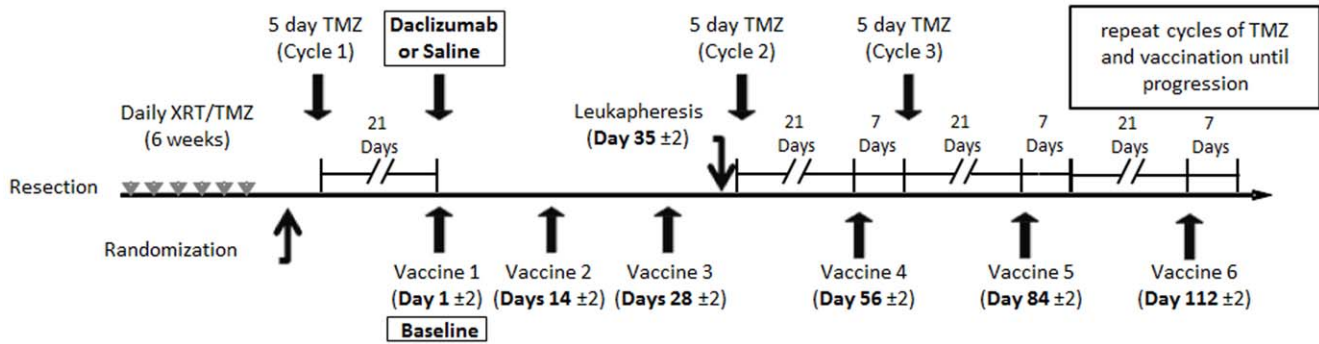 5 day TMZ
(Cycle 1)
Daclizumab
or Saline
5 day TMZ
(Cycle 2)
5 day TMZ
(Cycle 3)
repeat cycles of TMZ
and vaccination until
progression
Daily XRT/TMZ
(6 weeks)
21
Days
Leukapheresis
(Day 35 ±2)
21
Days
7
Days
21
Days
7
Days
21
Days
7
Days
Resection
Randomization
Vaccine 1
(Day 1 ±2)
Baseline
Vaccine 2
(Days 14 ±2)
Vaccine 3
(Days 28 ±2)
Vaccine 4
(Day 56 ±2)
Vaccine 5
(Day 84 ±2)
Vaccine 6
(Day 112 ±2)